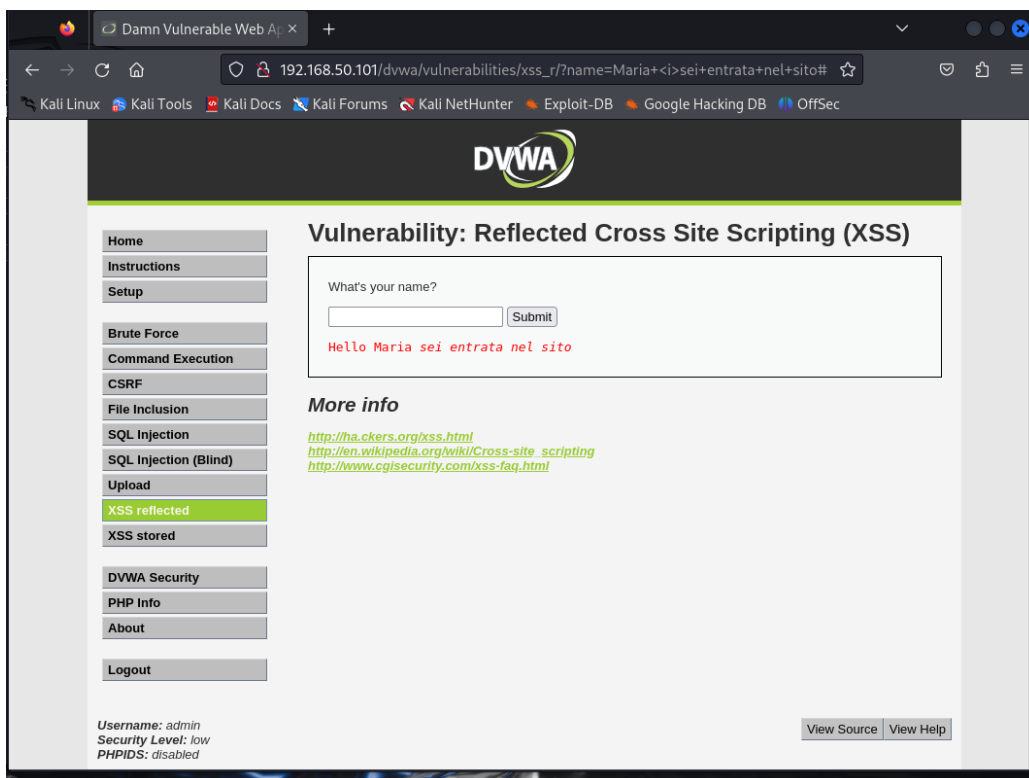 Damn Vulnerable Web Ap
192.168.50.101/dvwa/vulnerabilities/xss_r/?name=Maria+<i>sei+entrata+nel+sito#
Kali Linux Kali Tools Kali Docs Kali Forums Kali NetHunter Exploit-DB Google Hacking DB OffSec
DVWA
Home
Instructions
Setup
Brute Force
Command Execution
CSRF
File Inclusion
SQL Injection
SQL Injection (Blind)
Upload
XSS reflected
XSS stored
DVWA Security
PHP Info
About
Logout
Vulnerability: Reflected Cross Site Scripting (XSS)
What's your name?
Submit
Hello Maria sei entrata nel sito
More info
http://ha.ckers.org/xss.html
http://en.wikipedia.org/wiki/Cross-site_scripting
http://www.cgisecurity.com/xss-faq.html
Username: admin
Security Level: low
PHPIDS: disabled
View Source View Help